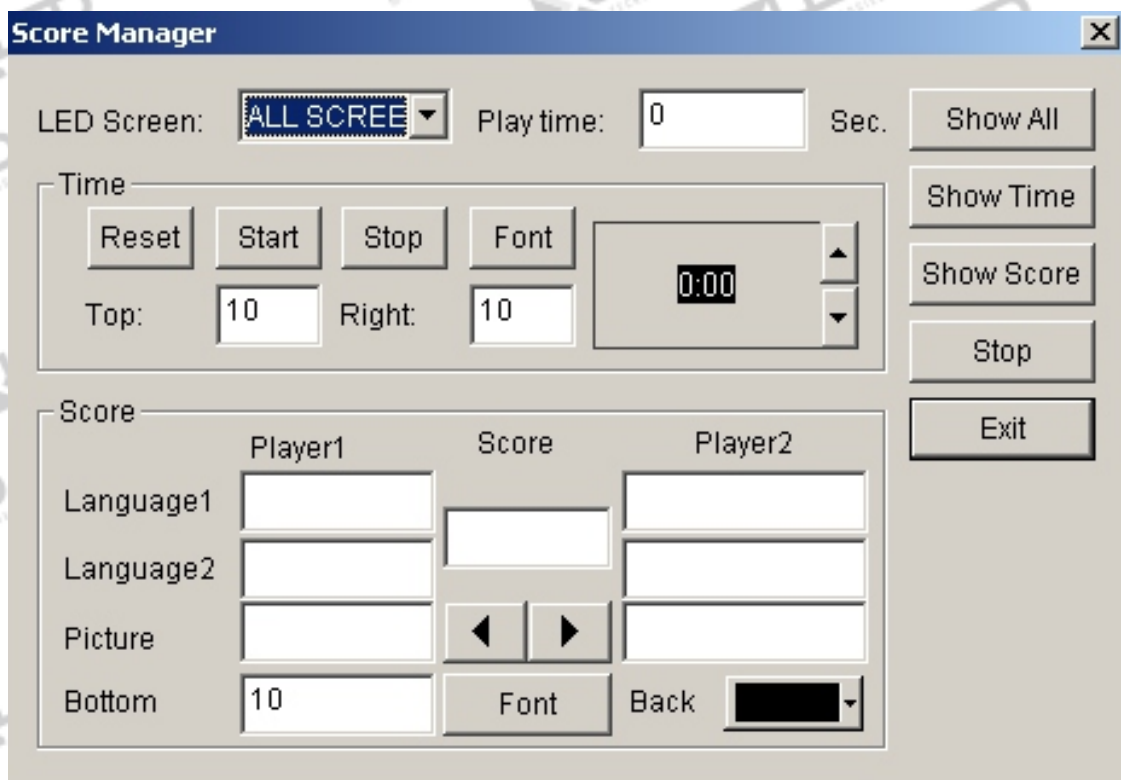 Score Manager
LED Screen: ALL SCREE Play time: 0 Sec. Show All
Time
Show Time
Reset Start Stop Font
0:00
Show Score
Top: 10 Right: 10
Stop
Score
Exit
Player1 Score Player2
Language1
Language2
Picture
Bottom 10 Font Back